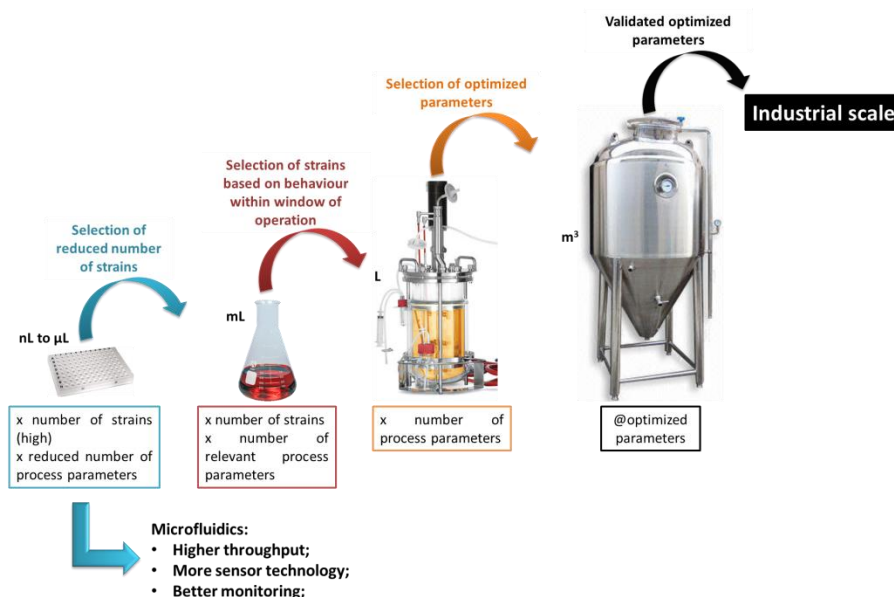 Validated optimized
parameters
Industrial scale
Selection of optimized
parameters
m³
Selection of strains
based on behaviour
within window of
operation
L
Selection of
reduced number
of strains
mL
nL to µL
x number of strains
(high)
x reduced number of
process parameters
x number of strains
x number of
relevant process
parameters
x number of
process parameters
@optimized
parameters
Microfluidics:
• Higher throughput;
• More sensor technology;
• Better monitoring;